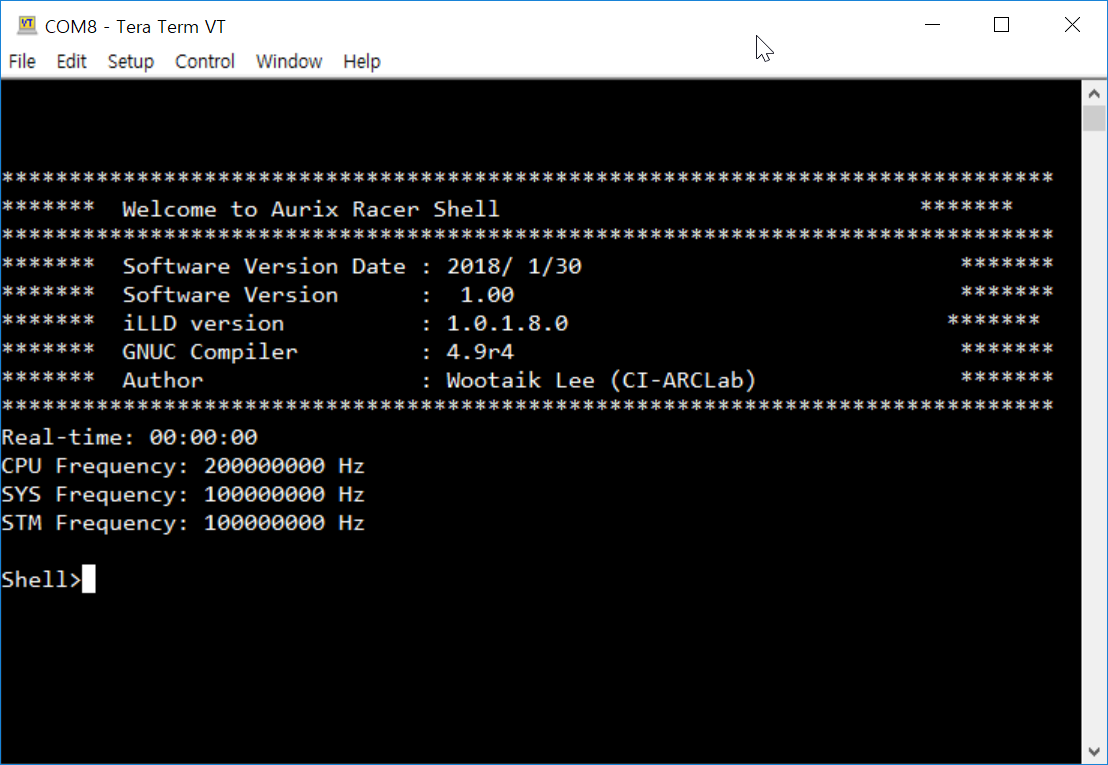 COM8 - Tera Term VT
File Edit Setup Control Window Help
******************************************************************************
*******  Welcome to Aurix Racer Shell                               *******
******************************************************************************
*******  Software Version Date : 2018/ 1/30                            *******
*******  Software Version      :  1.00                                 *******
*******  iLLD version          : 1.0.1.8.0                            *******
*******  GNUC Compiler         : 4.9r4                                 *******
*******  Author                : Wootaik Lee (CI-ARCLab)               *******
******************************************************************************
Real-time: 00:00:00
CPU Frequency: 200000000 Hz
SYS Frequency: 100000000 Hz
STM Frequency: 100000000 Hz
Shell>